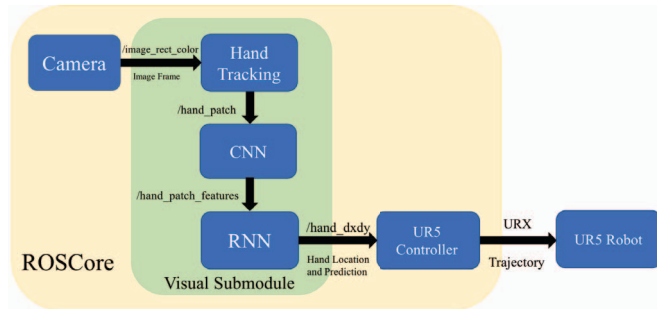 Camera
/image_rect_color
Image Frame
Hand
Tracking
/hand_patch
CNN
/hand_patch_features
RNN
/hand_dxdy
Hand Location
and Prediction
UR5
Controller
URX
Trajectory
UR5 Robot
ROSCore
Visual Submodule